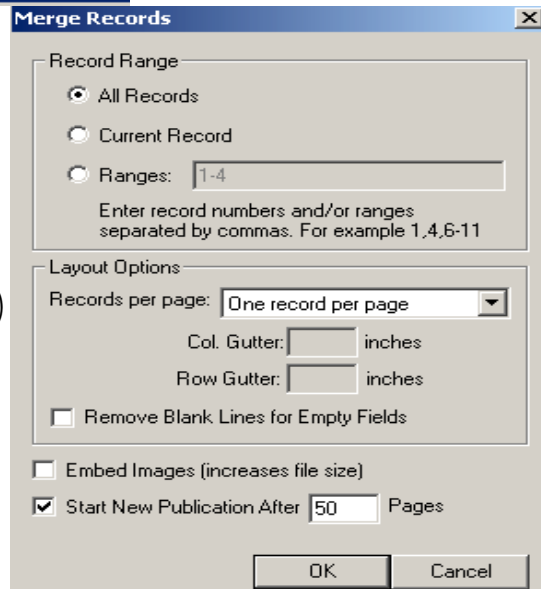 Merge Records
Record Range
All Records
Current Record
Ranges: 1-4
Enter record numbers and/or ranges
separated by commas. For example 1,4,6-11
Layout Options
)
Records per page: One record per page
Col. Gutter: inches
Row Gutter: inches
Remove Blank Lines for Empty Fields
Embed Images (increases file size)
Start New Publication After 50 Pages
OK Cancel